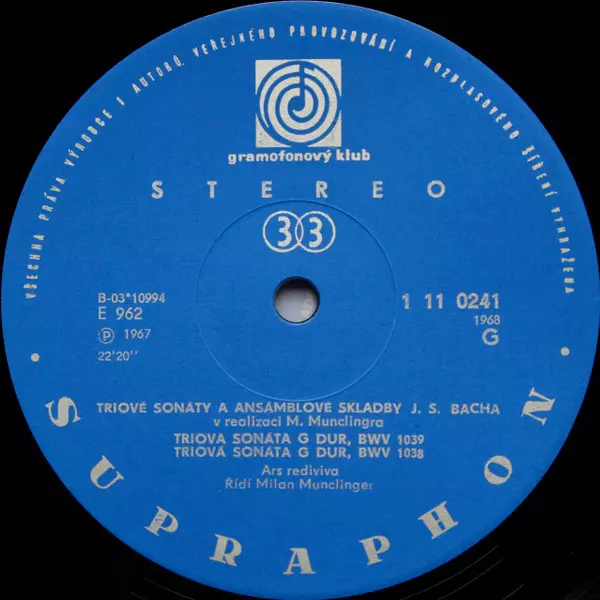 VŠECHNA PRÁVA VÝROBCE I AUTORŮ, VEŘEJNÉHO PROVOZOVÁNÍ A ROZHLASOVÉHO ŠÍŘENÍ VYHRAŽENA
gramofonový klub
STEREO
33
B-03*10994
E 962
Ⓟ 1967
22'20''
1 11 0241
1968
G
TRIOVÉ SONÁTY A ANSÁMBLOVÉ SKLADBY J. S. BACHA
v realizaci M. Munclingra
TRIOVÁ SONÁTA G DUR, BWV 1039
TRIOVÁ SONÁTA G DUR, BWV 1038
Ars rediviva
Řídí Milan Munclinger
• SUPRAPHON •